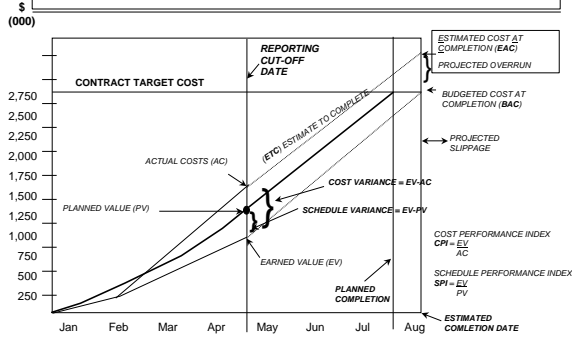 $
(000)
REPORTING
CUT-OFF
DATE
ESTIMATED COST AT
COMPLETION (EAC)
PROJECTED OVERRUN
CONTRACT TARGET COST
BUDGETED COST AT
COMPLETION (BAC)
(ETC) ESTIMATE TO COMPLETE
PROJECTED
SLIPPAGE
ACTUAL COSTS (AC)
COST VARIANCE = EV-AC
PLANNED VALUE (PV)
SCHEDULE VARIANCE = EV-PV
EARNED VALUE (EV)
COST PERFORMANCE INDEX
CPI = EV
AC
SCHEDULE PERFORMANCE INDEX
SPI = EV
PV
PLANNED
COMPLETION
ESTIMATED
COMLETION DATE
2,750
2,500
2,250
2,000
1,750
1,500
1,250
1,000
750
500
250
Jan Feb Mar Apr May Jun Jul Aug